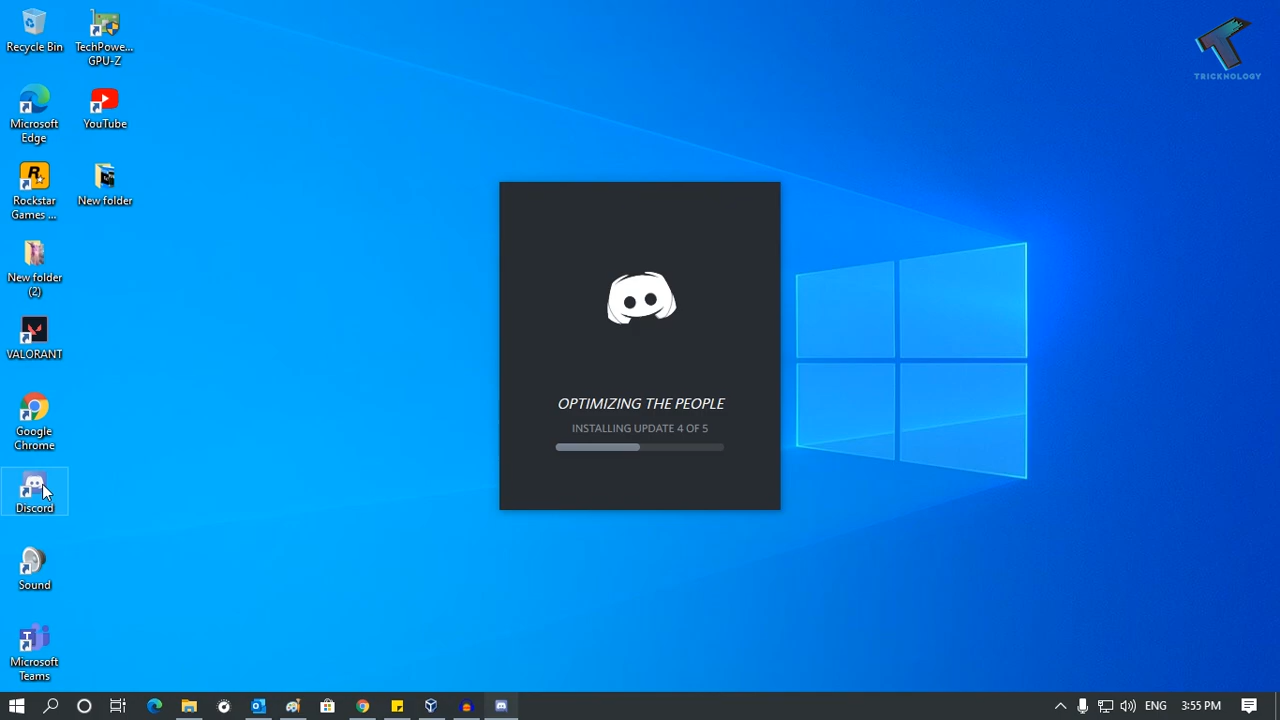 Recycle Bin
TechPowe...
GPU-Z
Microsoft
Edge
YouTube
Rockstar
Games ...
New folder
New folder
(2)
VALORANT
Google
Chrome
Discord
Sound
Microsoft
Teams
OPTIMIZING THE PEOPLE
INSTALLING UPDATE 4 OF 5
TRICKNOLOGY
ENG
3:55 PM